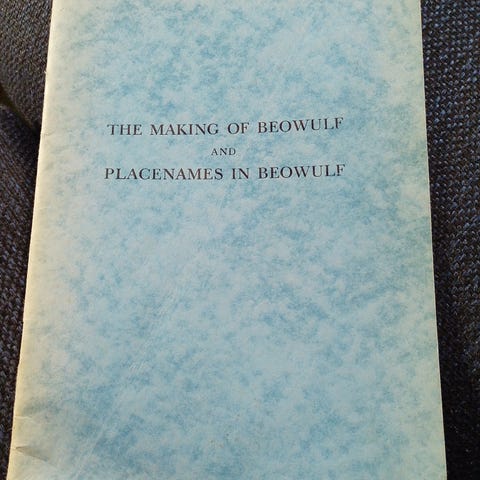 THE MAKING OF BEOWULF
AND
PLACENAMES IN BEOWULF